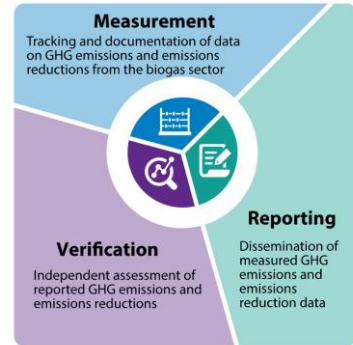 Measurement
Tracking and documentation of data
on GHG emissions and emissions
reductions from the biogas sector
Reporting
Dissemination of
measured GHG
emissions and
emissions
reduction data
Verification
Independent assessment of
reported GHG emissions and
emissions reductions